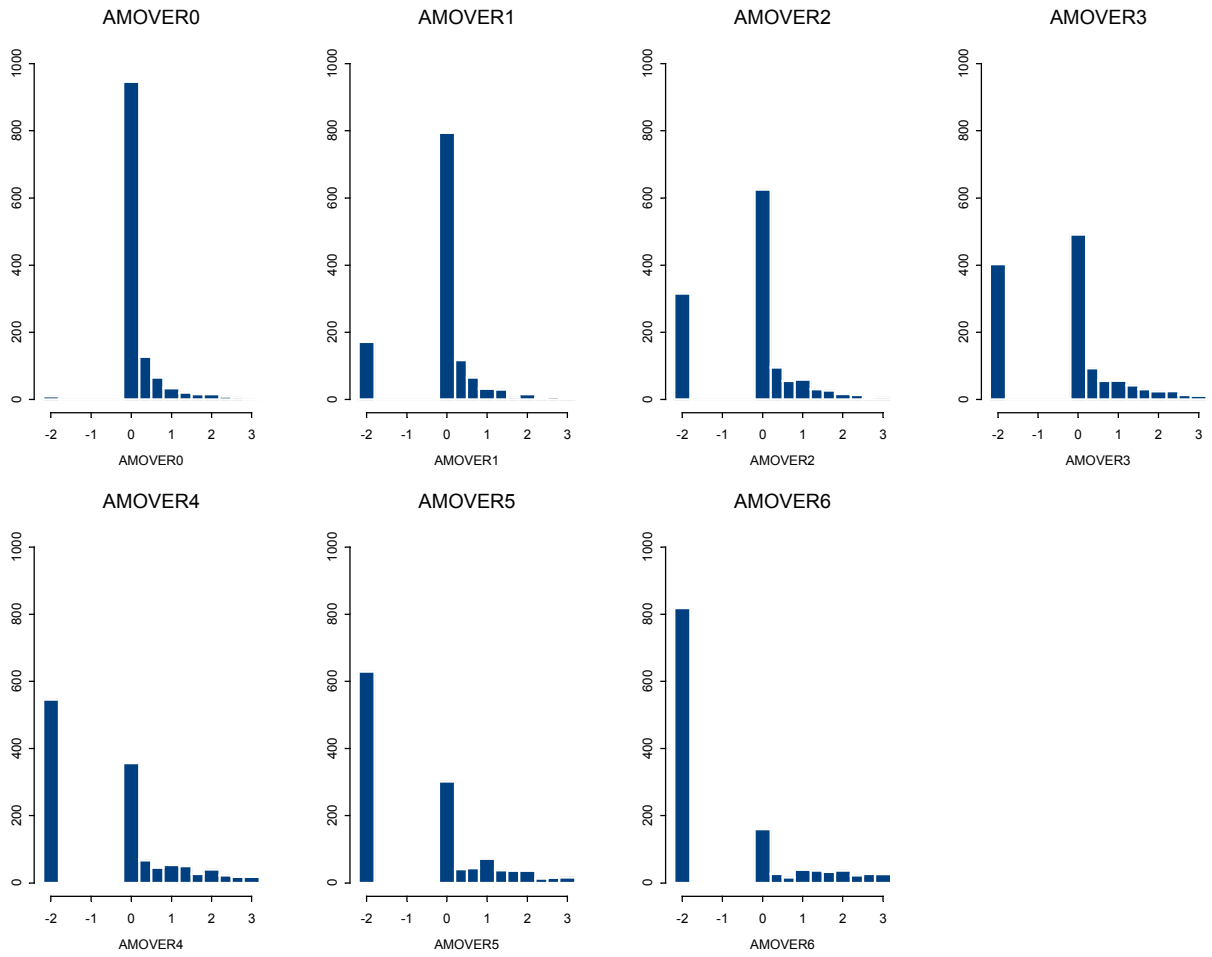 AMOVER0 AMOVER1 AMOVER2 AMOVER3
1000 1000 1000 1000
800 800 800 800
600 600 600 600
400 400 400 400
200 200 200 200
0 0 0 0
-2 -1 0 1 2 3 -2 -1 0 1 2 3 -2 -1 0 1 2 3 -2 -1 0 1 2 3
AMOVER0 AMOVER1 AMOVER2 AMOVER3
AMOVER4 AMOVER5 AMOVER6
1000 1000 1000
800 800 800
600 600 600
400 400 400
200 200 200
0 0 0
-2 -1 0 1 2 3 -2 -1 0 1 2 3 -2 -1 0 1 2 3
AMOVER4 AMOVER5 AMOVER6